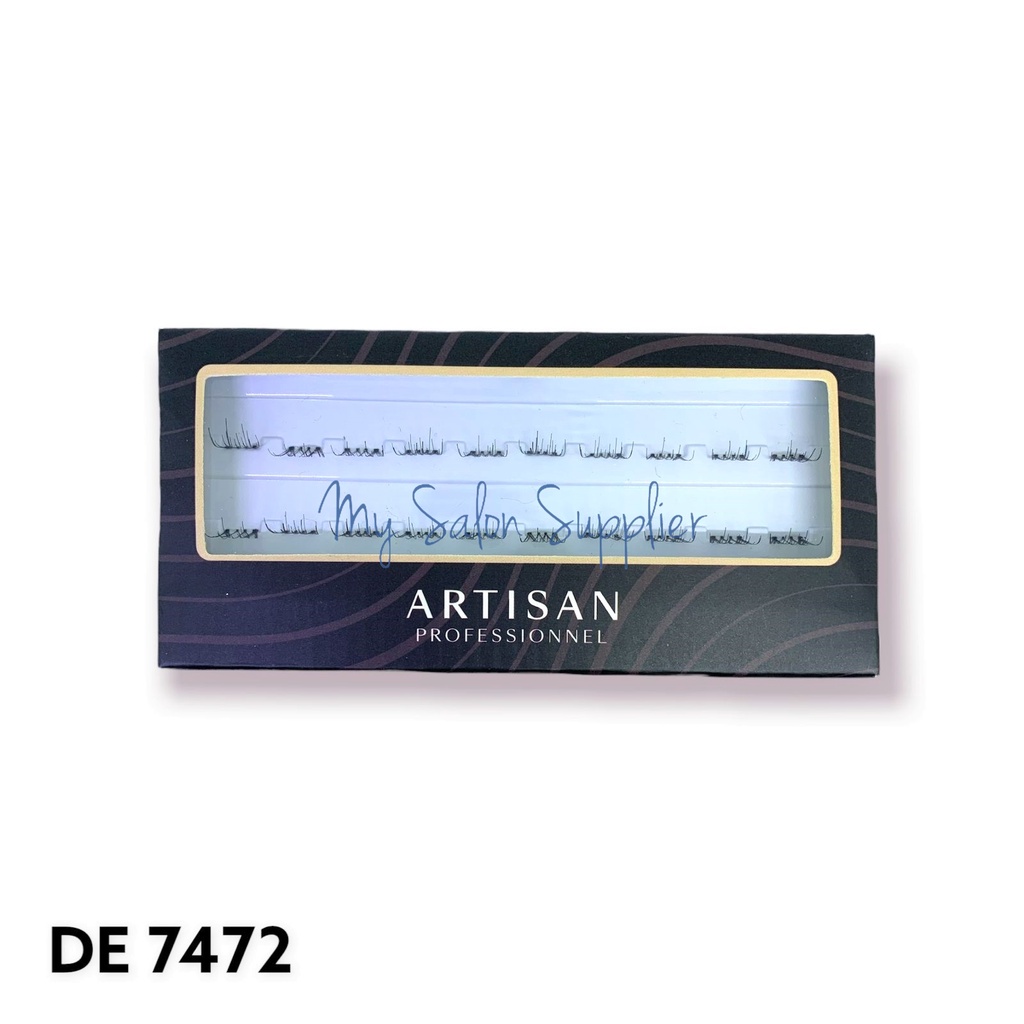 My Salon Supplier
ARTISAN
PROFESSIONNEL
DE 7472